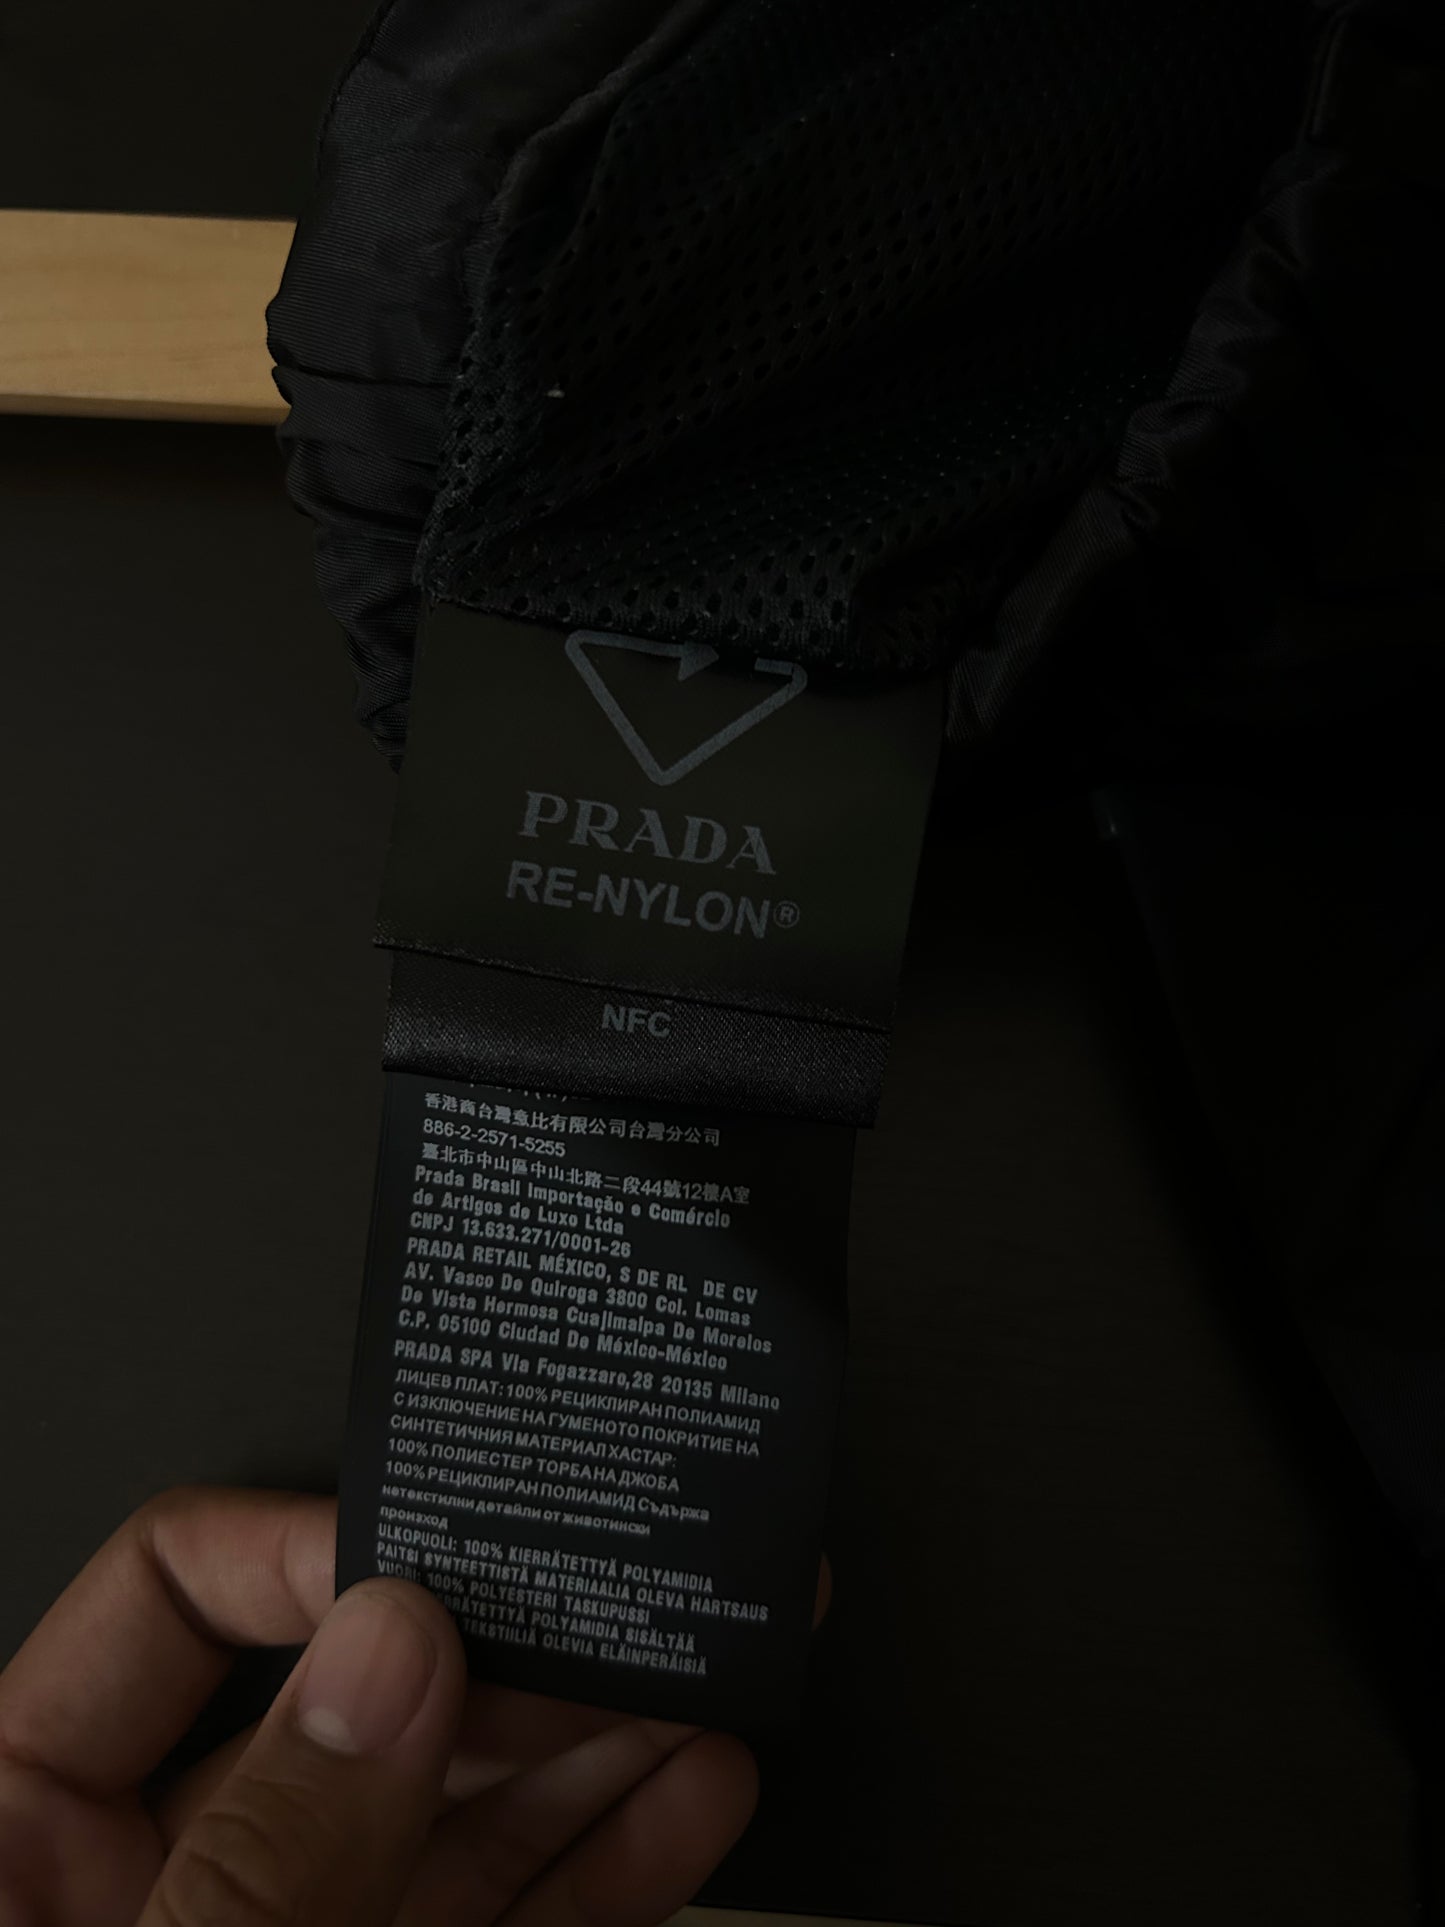 PRADA
RE-NYLON®
NFC
香港商台灣意比有限公司台灣分公司
886-2-2571-5255
臺北市中山區中山北路二段44號12樓A室
Prada Brasil Importação e Comércio
de Artigos de Luxo Ltda
CNPJ 13.633.271/0001-26
PRADA RETAIL MÉXICO, S DE RL DE CV
AV. Vasco De Quiroga 3800 Col. Lomas
De Vista Hermosa Cuajimalpa De Morelos
C.P. 05100 Ciudad De México-México
PRADA SPA Via Fogazzaro,28 20135 Milano
ЛИЦЕВ ПЛАТ: 100% РЕЦИКЛИРАН ПОЛИАМИД
С ИЗКЛЮЧЕНИЕ НА ГУМЕНОТО ПОКРИТИЕ НА
СИНТЕТИЧНИЯ МАТЕРИАЛ ХАСТАР:
100% ПОЛИЕСТЕР ТОРБА НА ДЖОБА
100% РЕЦИКЛИРАН ПОЛИАМИД Съдържа
нетекстилни детайли от животински
произход
ULKOPUOLI: 100% KIERRÄTETTYÄ POLYAMIDIA
PAITSI SYNTEETTISTÄ MATERIAALIA OLEVA HARTSAUS
VUORI: 100% POLYESTERI TASKUPUSSI
POLYAMIDIA SISÄLTÄÄ
OLEVIA ELÄINPERÄISIÄ